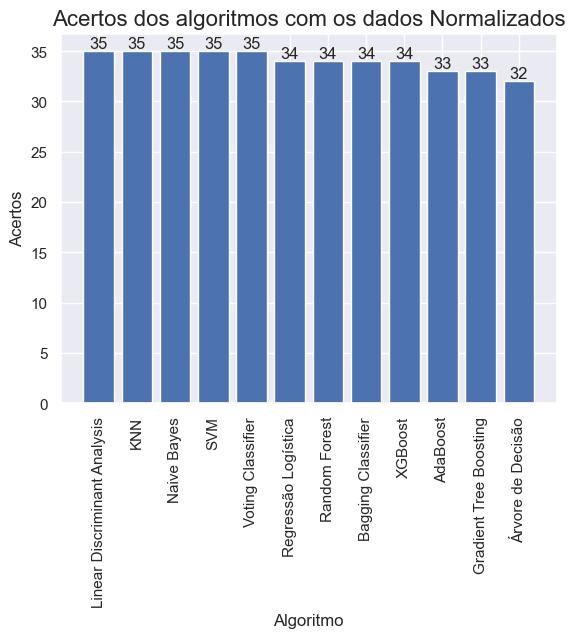 Acertos dos algoritmos com os dados Normalizados
35 35 35 35 35 34 34 34 34 33 33 32
35
30
25
20
15
10
5
0
Acertos
Linear Discriminant Analysis
KNN
Naive Bayes
SVM
Voting Classifier
Regressão Logística
Random Forest
Bagging Classifier
XGBoost
AdaBoost
Gradient Tree Boosting
Árvore de Decisão
Algoritmo